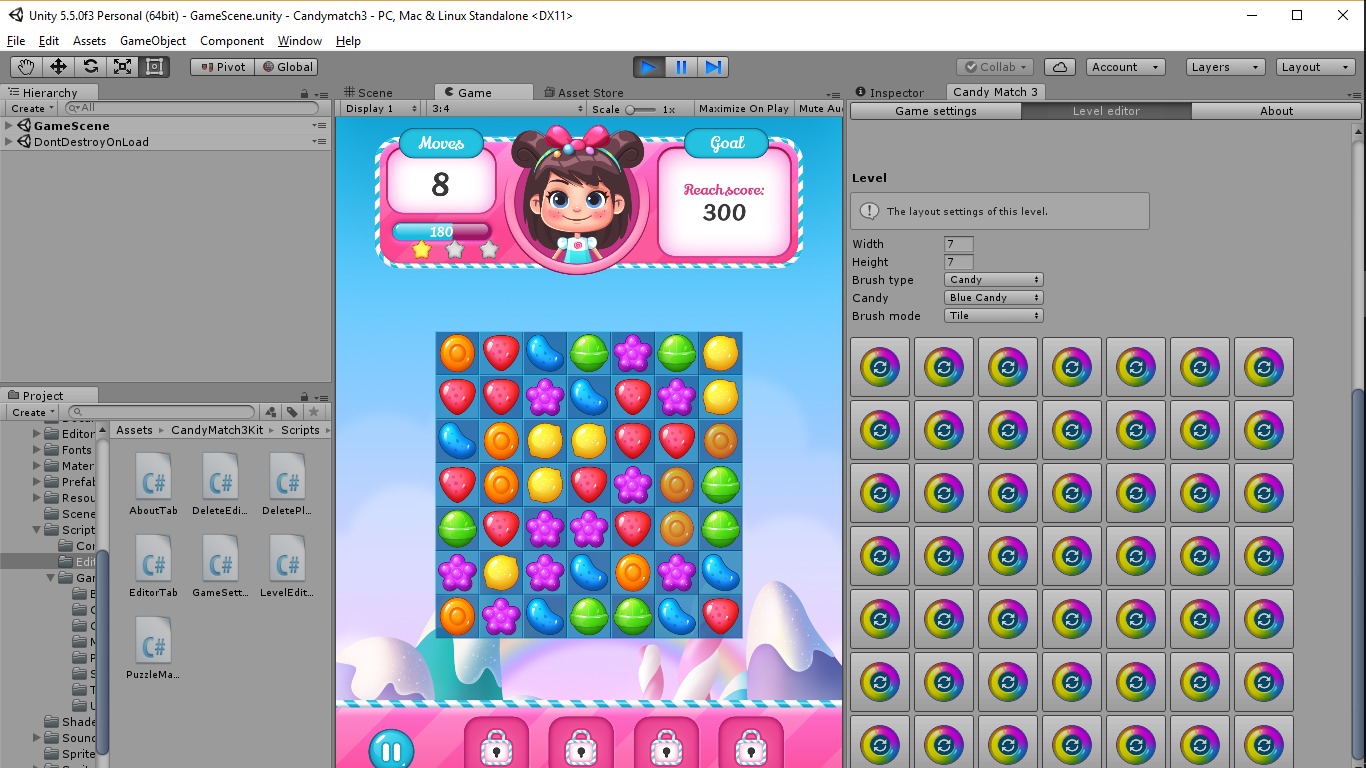 Unity 5.5.0f3 Personal (64bit) - GameScene.unity - Candymatch3 - PC, Mac & Linux Standalone <DX11>
File Edit Assets GameObject Component Window Help
Pivot Global Collab Account Layers Layout
Hierarchy
Create All
GameScene
DontDestroyOnLoad
Scene Game Asset Store
Display 1 3:4 Scale 1x Maximize On Play Mute Au
Moves
8
180
Goal
Reach score:
300
Inspector Candy Match 3
Game settings Level editor About
Level
The layout settings of this level.
Width 7
Height 7
Brush type Candy
Candy Blue Candy
Brush mode Tile
Project
Create
Assets CandyMatch3Kit Scripts
Editor
Fonts
Mater
Prefab
Resou
Scene
Script
Cor
Edit
Gam
Shade
Sound
Sprite
AboutTab DeleteEdi... DeletePl...
EditorTab GameSett... LevelEdit...
PuzzleMa...